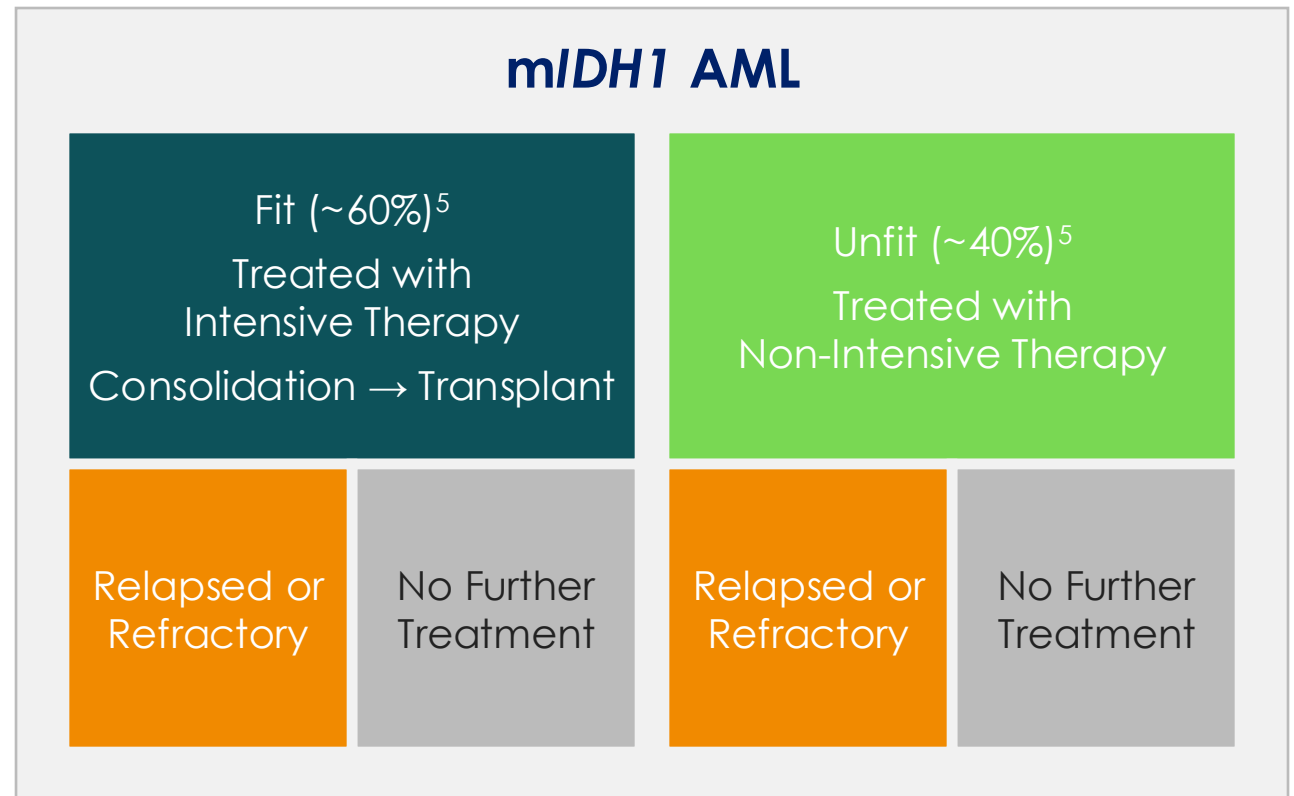 mIDH1 AML
Fit (~60%)⁵
Treated with
Intensive Therapy
Consolidation → Transplant
Unfit (~40%)⁵
Treated with
Non-Intensive Therapy
Relapsed or
Refractory
No Further
Treatment
Relapsed or
Refractory
No Further
Treatment